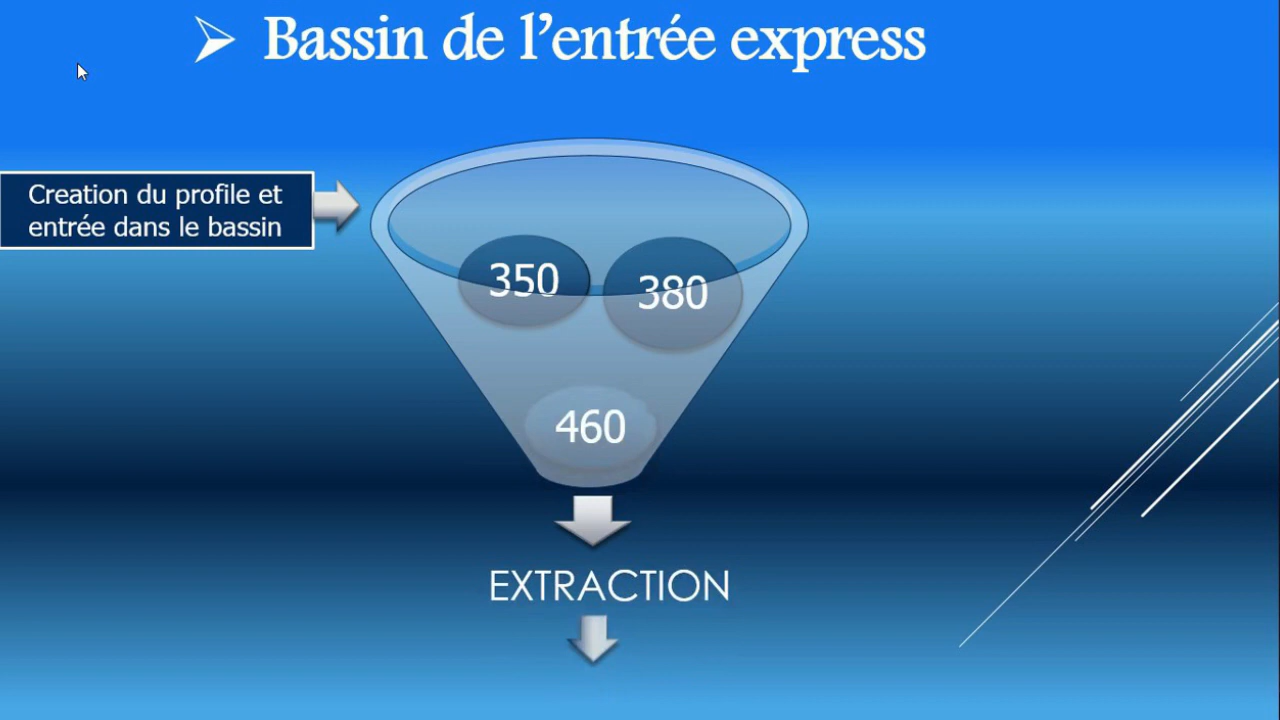 Bassin de l'entrée express
Creation du profile et
entrée dans le bassin
350
380
460
EXTRACTION